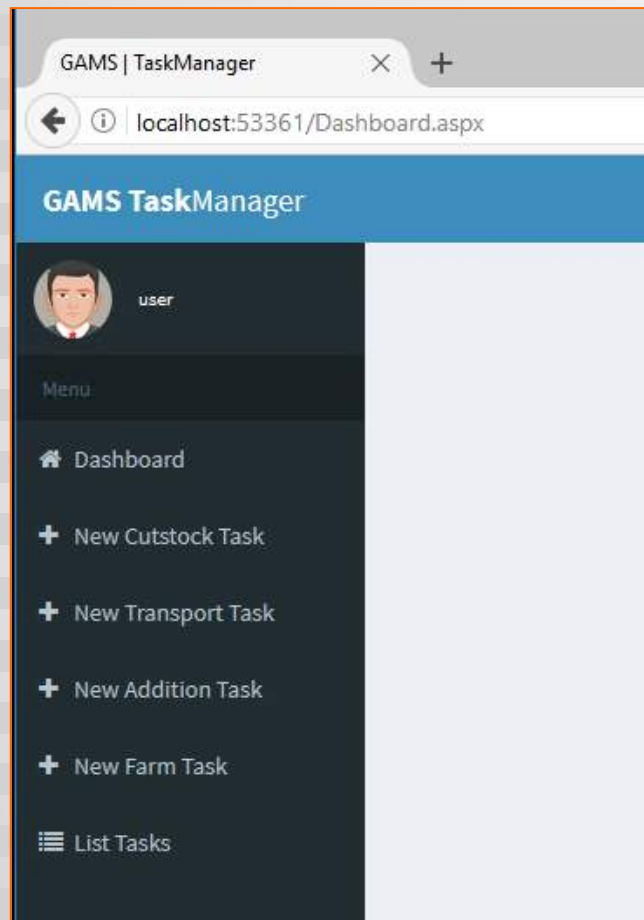 GAMS | TaskManager
localhost:53361/Dashboard.aspx
GAMS TaskManager
user
Menu
Dashboard
New Cutstock Task
New Transport Task
New Addition Task
New Farm Task
List Tasks